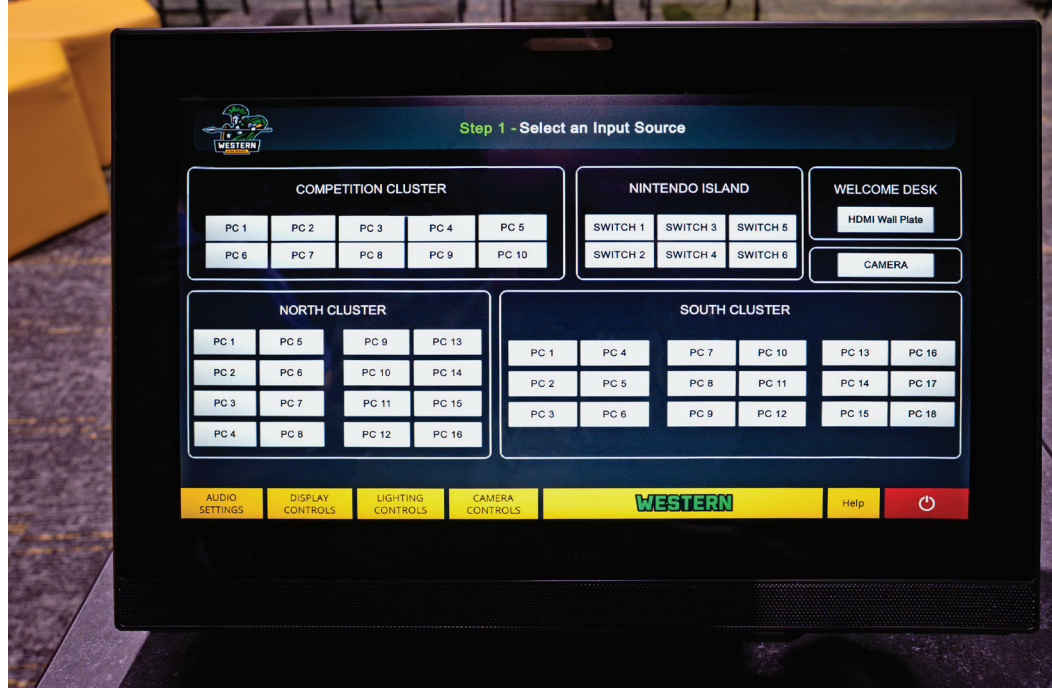 WESTERN
Step 1 - Select an Input Source
COMPETITION CLUSTER
PC 1 PC 2 PC 3 PC 4 PC 5
PC 6 PC 7 PC 8 PC 9 PC 10
NINTENDO ISLAND
SWITCH 1 SWITCH 3 SWITCH 5
SWITCH 2 SWITCH 4 SWITCH 6
WELCOME DESK
HDMI Wall Plate
CAMERA
NORTH CLUSTER
PC 1 PC 5 PC 9 PC 13
PC 2 PC 6 PC 10 PC 14
PC 3 PC 7 PC 11 PC 15
PC 4 PC 8 PC 12 PC 16
SOUTH CLUSTER
PC 1 PC 4 PC 7 PC 10 PC 13 PC 16
PC 2 PC 5 PC 8 PC 11 PC 14 PC 17
PC 3 PC 6 PC 9 PC 12 PC 15 PC 18
AUDIO
SETTINGS
DISPLAY
CONTROLS
LIGHTING
CONTROLS
CAMERA
CONTROLS
WESTERN
Help